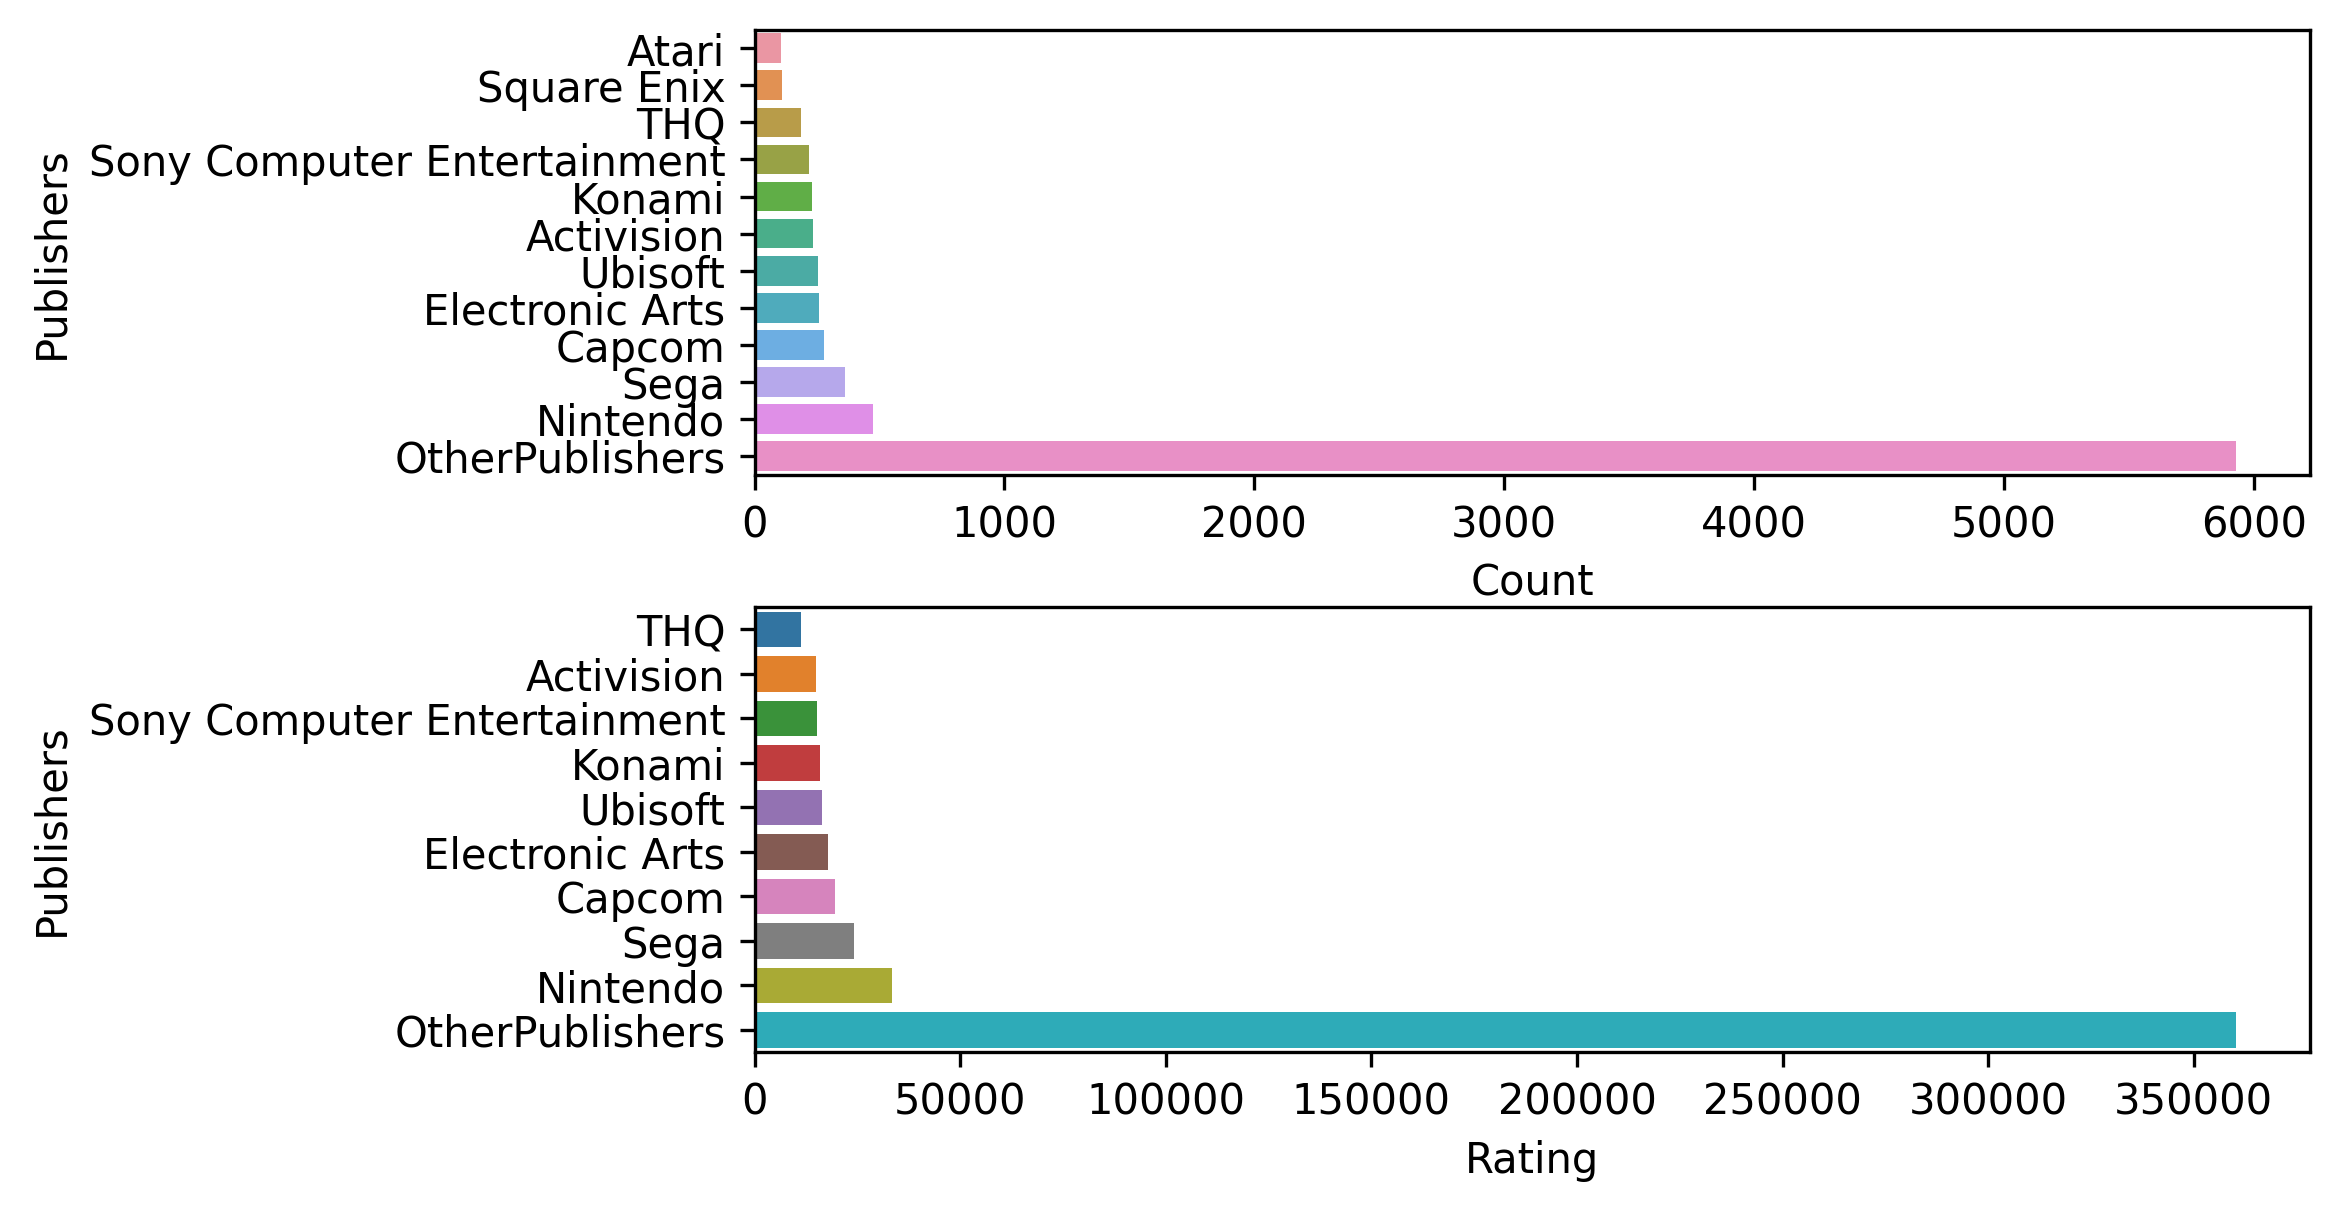 Publishers
Atari
Square Enix
THQ
Sony Computer Entertainment
Konami
Activision
Ubisoft
Electronic Arts
Capcom
Sega
Nintendo
OtherPublishers
0 1000 2000 3000 4000 5000 6000
Count
Publishers
THQ
Activision
Sony Computer Entertainment
Konami
Ubisoft
Electronic Arts
Capcom
Sega
Nintendo
OtherPublishers
0 50000 100000 150000 200000 250000 300000 350000
Rating